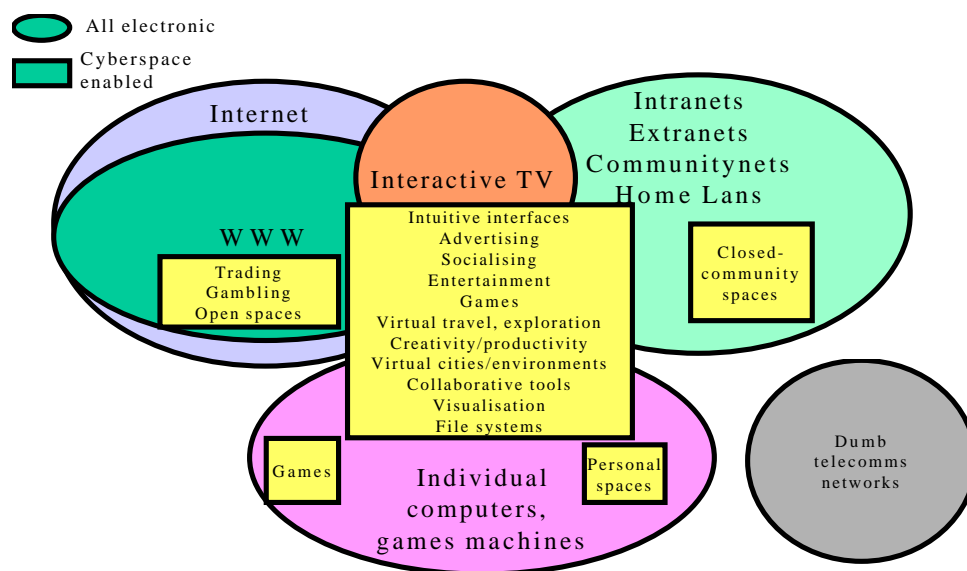 All electronic
Cyberspace
enabled
Internet
WWW
Trading
Gambling
Open spaces
Interactive TV
Intuitive interfaces
Advertising
Socialising
Entertainment
Games
Virtual travel, exploration
Creativity/productivity
Virtual cities/environments
Collaborative tools
Visualisation
File systems
Intranets
Extranets
Communitynets
Home Lans
Closed-
community
spaces
Games
Individual
computers,
games machines
Personal
spaces
Dumb
telecomms
networks